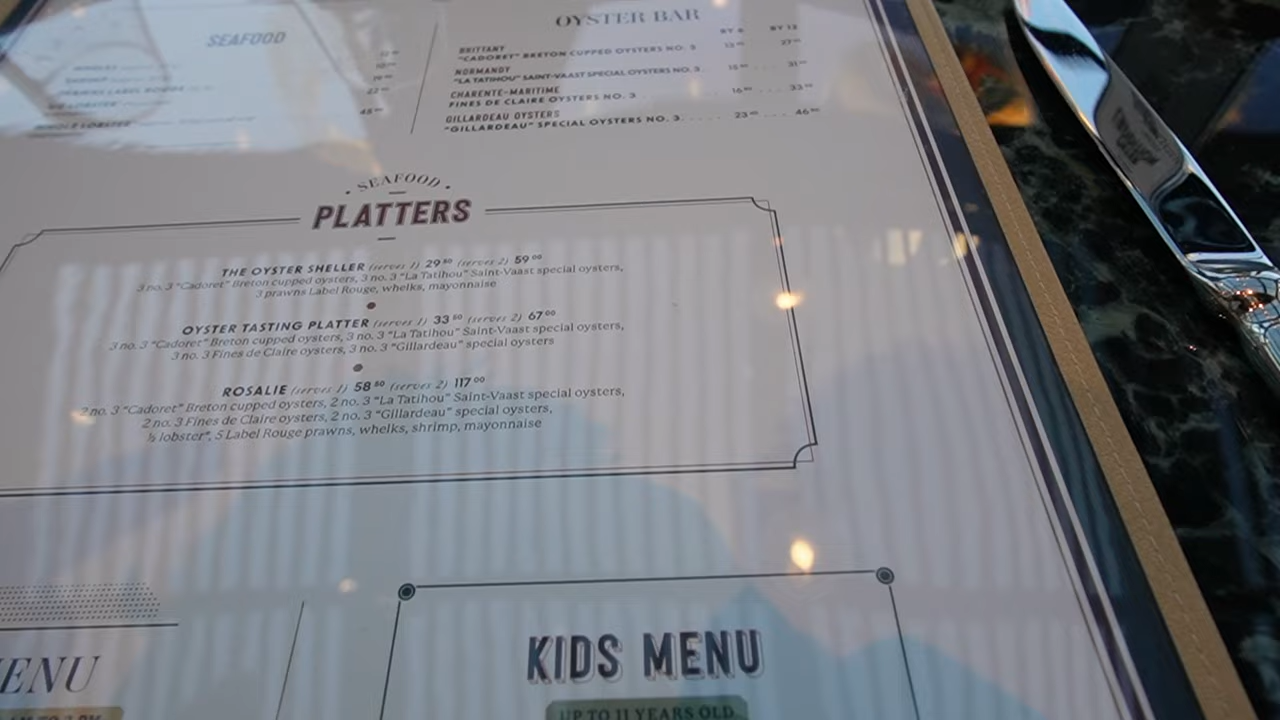 SEAFOOD
WHOLE LOBSTER
OYSTER BAR
BY 6 BY 12
BRITTANY
"CADORET" BRETON CUPPED OYSTERS NO. 3
NORMANDY
"LA TATIHOU" SAINT-VAAST SPECIAL OYSTERS NO. 3
CHARENTE-MARITIME
FINES DE CLAIRE OYSTERS NO. 3 16 33
GILLARDEAU OYSTERS
"GILLARDEAU" SPECIAL OYSTERS NO. 3 23 46
SEAFOOD
PLATTERS
THE OYSTER SHELLER (serves 1) 29 80 (serves 2) 59 00
3 no. 3 "Cadoret" Breton cupped oysters, 3 no. 3 "La Tatihou" Saint-Vaast special oysters,
3 prawns Label Rouge, whelks, mayonnaise
OYSTER TASTING PLATTER (serves 1) 33 80 (serves 2) 67 00
3 no. 3 "Cadoret" Breton cupped oysters, 3 no. 3 "La Tatihou" Saint-Vaast special oysters,
3 no. 3 Fines de Claire oysters, 3 no. 3 "Gillardeau" special oysters
ROSALIE (serves 1) 58 80 (serves 2) 117 00
2 no. 3 "Cadoret" Breton cupped oysters, 2 no. 3 "La Tatihou" Saint-Vaast special oysters,
2 no. 3 Fines de Claire oysters, 2 no. 3 "Gillardeau" special oysters,
½ lobster*, 5 Label Rouge prawns, whelks, shrimp, mayonnaise
ENU
KIDS MENU
UP TO 11 YEARS OLD